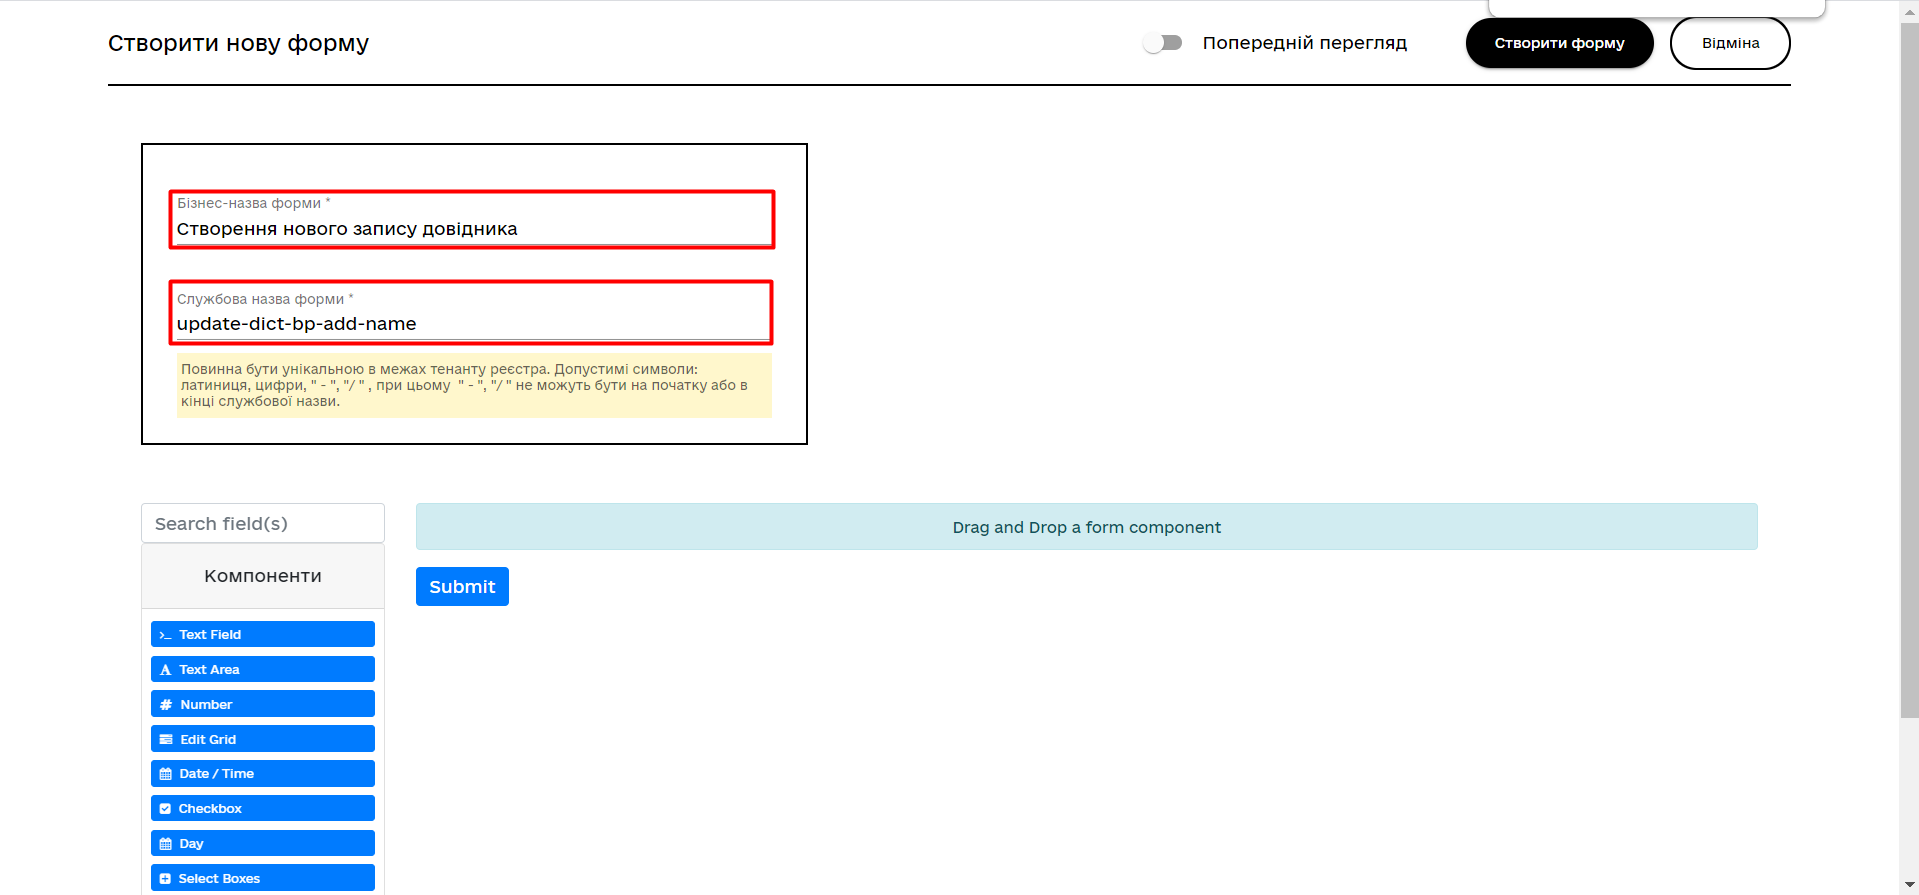 Створити нову форму
Попередній перегляд
Створити форму
Відміна
Бізнес-назва форми *
Створення нового запису довідника
Службова назва форми *
update-dict-bp-add-name
Повинна бути унікальною в межах тенанту реєстра. Допустимі символи:
латиниця, цифри, " - ", "/ " , при цьому " - ", "/ " не можуть бути на початку або в
кінці службової назви.
Search field(s)
Drag and Drop a form component
Компоненти
Submit
Text Field
Text Area
Number
Edit Grid
Date / Time
Checkbox
Day
Select Boxes